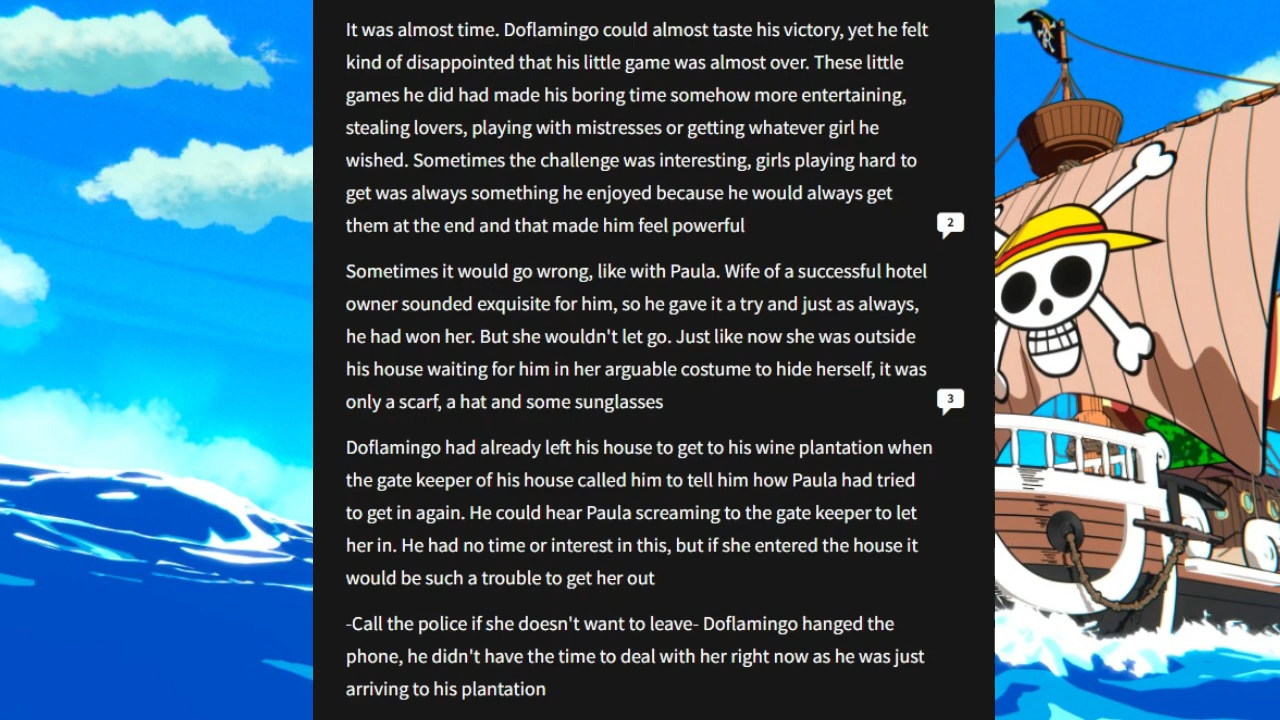 It was almost time. Doflamingo could almost taste his victory, yet he felt
kind of disappointed that his little game was almost over. These little
games he did had made his boring time somehow more entertaining,
stealing lovers, playing with mistresses or getting whatever girl he
wished. Sometimes the challenge was interesting, girls playing hard to
get was always something he enjoyed because he would always get
them at the end and that made him feel powerful
2
Sometimes it would go wrong, like with Paula. Wife of a successful hotel
owner sounded exquisite for him, so he gave it a try and just as always,
he had won her. But she wouldn't let go. Just like now she was outside
his house waiting for him in her arguable costume to hide herself, it was
only a scarf, a hat and some sunglasses
3
Doflamingo had already left his house to get to his wine plantation when
the gate keeper of his house called him to tell him how Paula had tried
to get in again. He could hear Paula screaming to the gate keeper to let
her in. He had no time or interest in this, but if she entered the house it
would be such a trouble to get her out
-Call the police if she doesn't want to leave- Doflamingo hanged the
phone, he didn't have the time to deal with her right now as he was just
arriving to his plantation